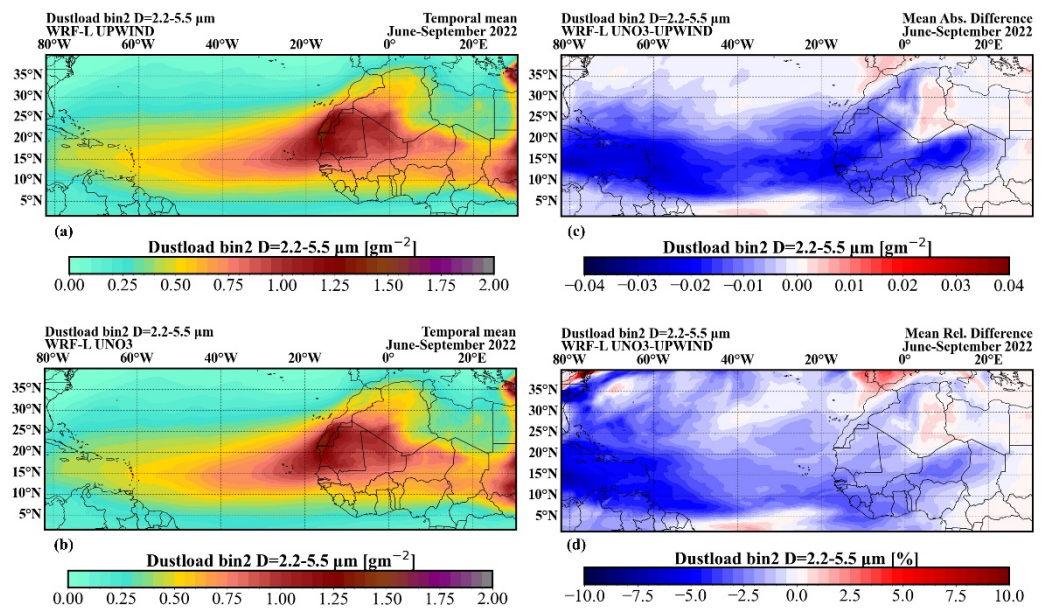 Dustload bin2 D=2.2-5.5 µm
WRF-L UPWIND
Temporal mean
June-September 2022
80°W 60°W 40°W 20°W 0° 20°E
35°N
30°N
25°N
20°N
15°N
10°N
5°N
(a)
Dustload bin2 D=2.2-5.5 µm [gm−2]
0.00 0.25 0.50 0.75 1.00 1.25 1.50 1.75 2.00
Dustload bin2 D=2.2-5.5 µm
WRF-L UNO3-UPWIND
Mean Abs. Difference
June-September 2022
80°W 60°W 40°W 20°W 0° 20°E
35°N
30°N
25°N
20°N
15°N
10°N
5°N
(c)
Dustload bin2 D=2.2-5.5 µm [gm−2]
−0.04 −0.03 −0.02 −0.01 0.00 0.01 0.02 0.03 0.04
Dustload bin2 D=2.2-5.5 µm
WRF-L UNO3
Temporal mean
June-September 2022
80°W 60°W 40°W 20°W 0° 20°E
35°N
30°N
25°N
20°N
15°N
10°N
5°N
(b)
Dustload bin2 D=2.2-5.5 µm [gm−2]
0.00 0.25 0.50 0.75 1.00 1.25 1.50 1.75 2.00
Dustload bin2 D=2.2-5.5 µm
WRF-L UNO3-UPWIND
Mean Rel. Difference
June-September 2022
80°W 60°W 40°W 20°W 0° 20°E
35°N
30°N
25°N
20°N
15°N
10°N
5°N
(d)
Dustload bin2 D=2.2-5.5 µm [%]
−10.0 −7.5 −5.0 −2.5 0.0 2.5 5.0 7.5 10.0